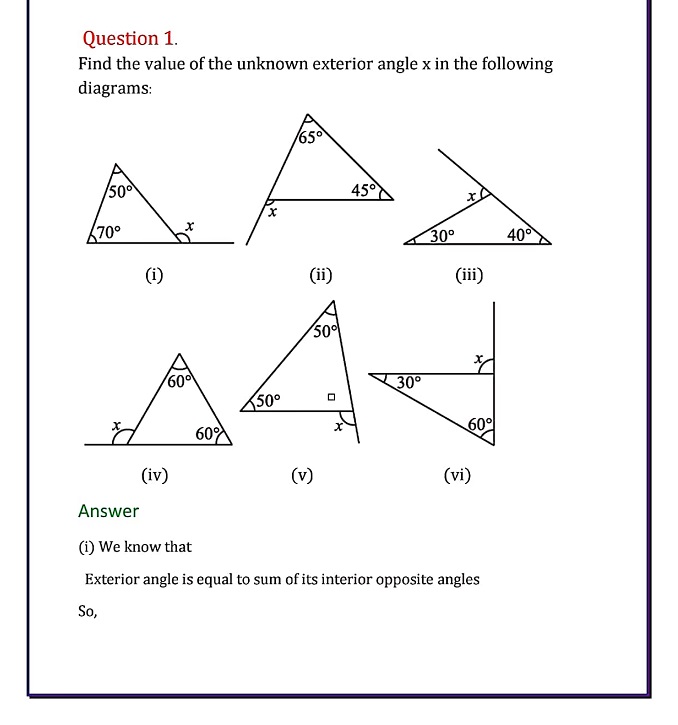 Question 1.
Find the value of the unknown exterior angle x in the following
diagrams:
65°
50°
45°
x
x
x
70°
30°
40°
(i)
(ii)
(iii)
50°
x
60°
30°
50°
x
60°
x
60°
(iv)
(v)
(vi)
Answer
(i) We know that
Exterior angle is equal to sum of its interior opposite angles
So,